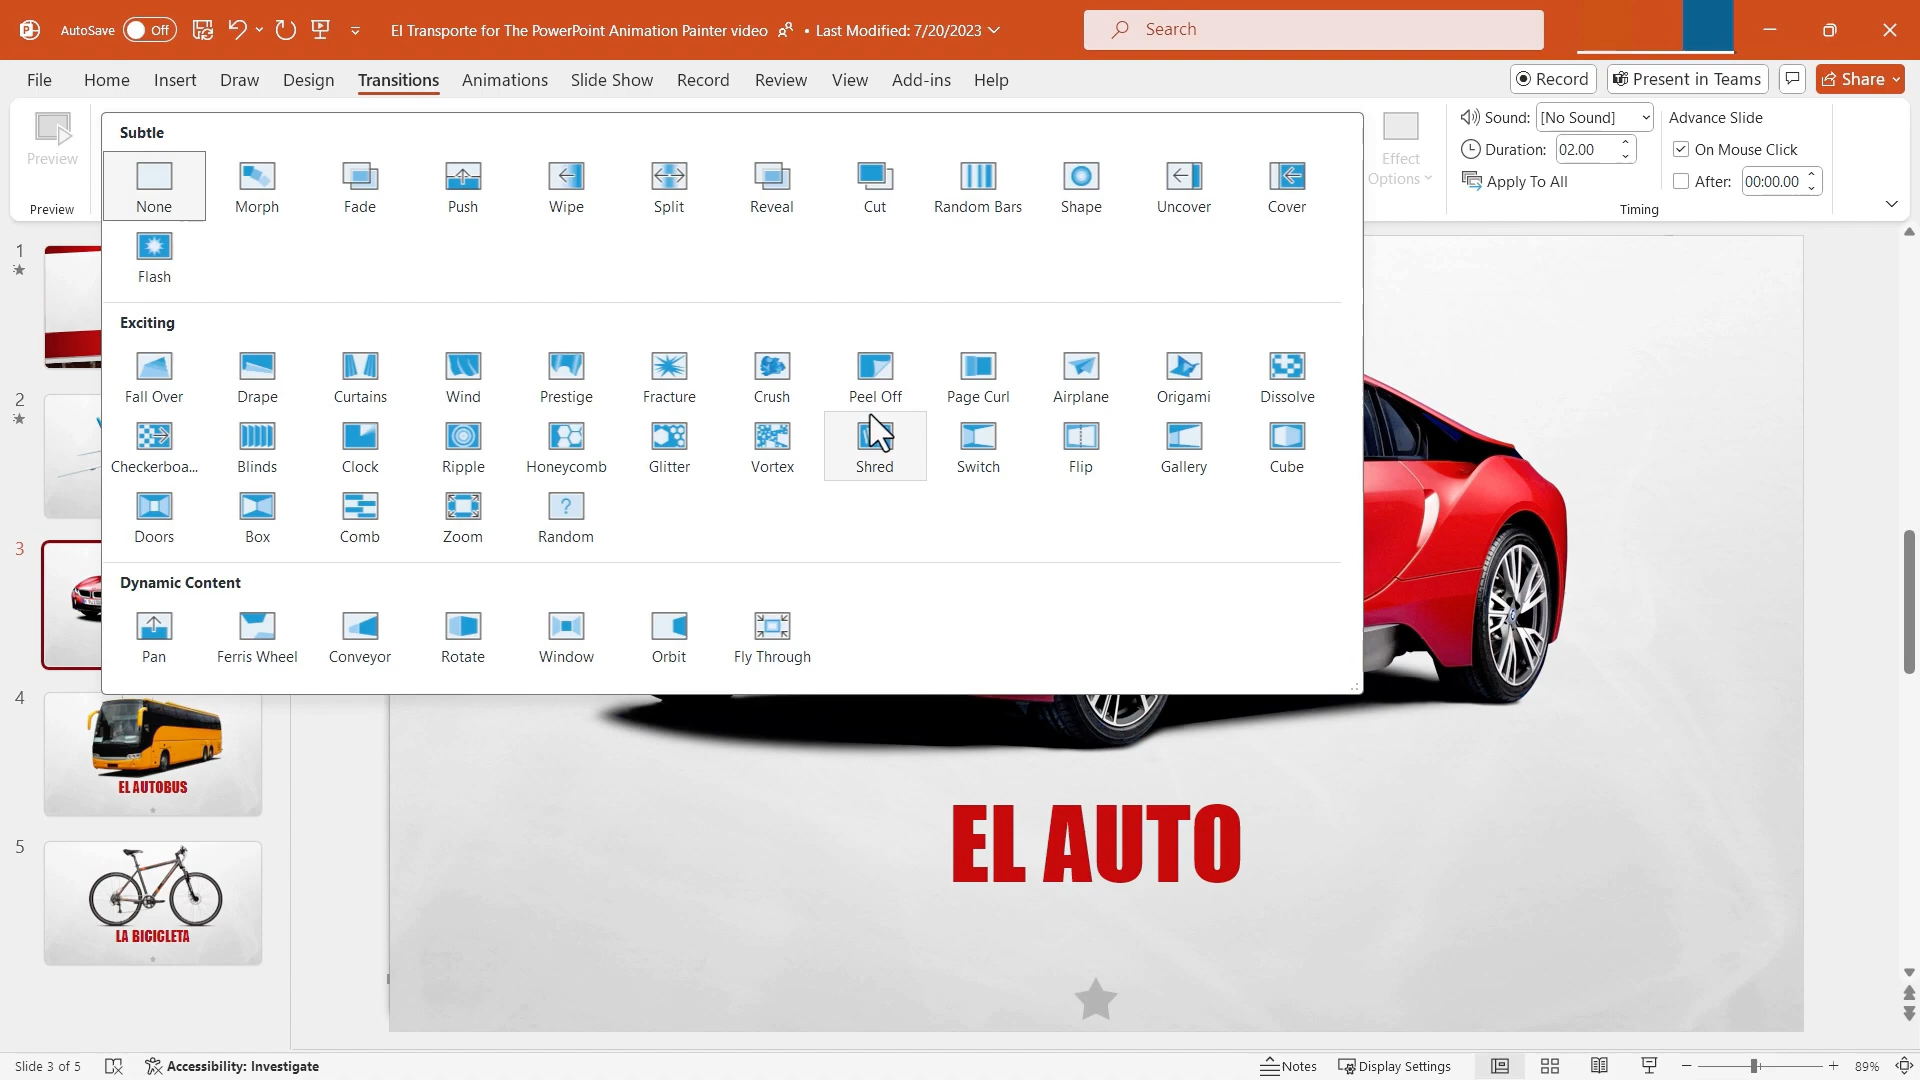 AutoSave Off El Transporte for The PowerPoint Animation Painter video • Last Modified: 7/20/2023 Search
File Home Insert Draw Design Transitions Animations Slide Show Record Review View Add-ins Help Record Present in Teams Share
Preview
Preview
Subtle
None Morph Fade Push Wipe Split Reveal Cut Random Bars Shape Uncover Cover
Flash
Exciting
Fall Over Drape Curtains Wind Prestige Fracture Crush Peel Off Page Curl Airplane Origami Dissolve
Checkerboa... Blinds Clock Ripple Honeycomb Glitter Vortex Shred Switch Flip Gallery Cube
Doors Box Comb Zoom Random
Dynamic Content
Pan Ferris Wheel Conveyor Rotate Window Orbit Fly Through
Effect
Options
Sound: [No Sound]
Duration: 02.00
Apply To All
Advance Slide
On Mouse Click
After: 00:00.00
Timing
1
2
3
4
EL AUTOBUS
5
LA BICICLETA
EL AUTO
Slide 3 of 5 Accessibility: Investigate Notes Display Settings 89%